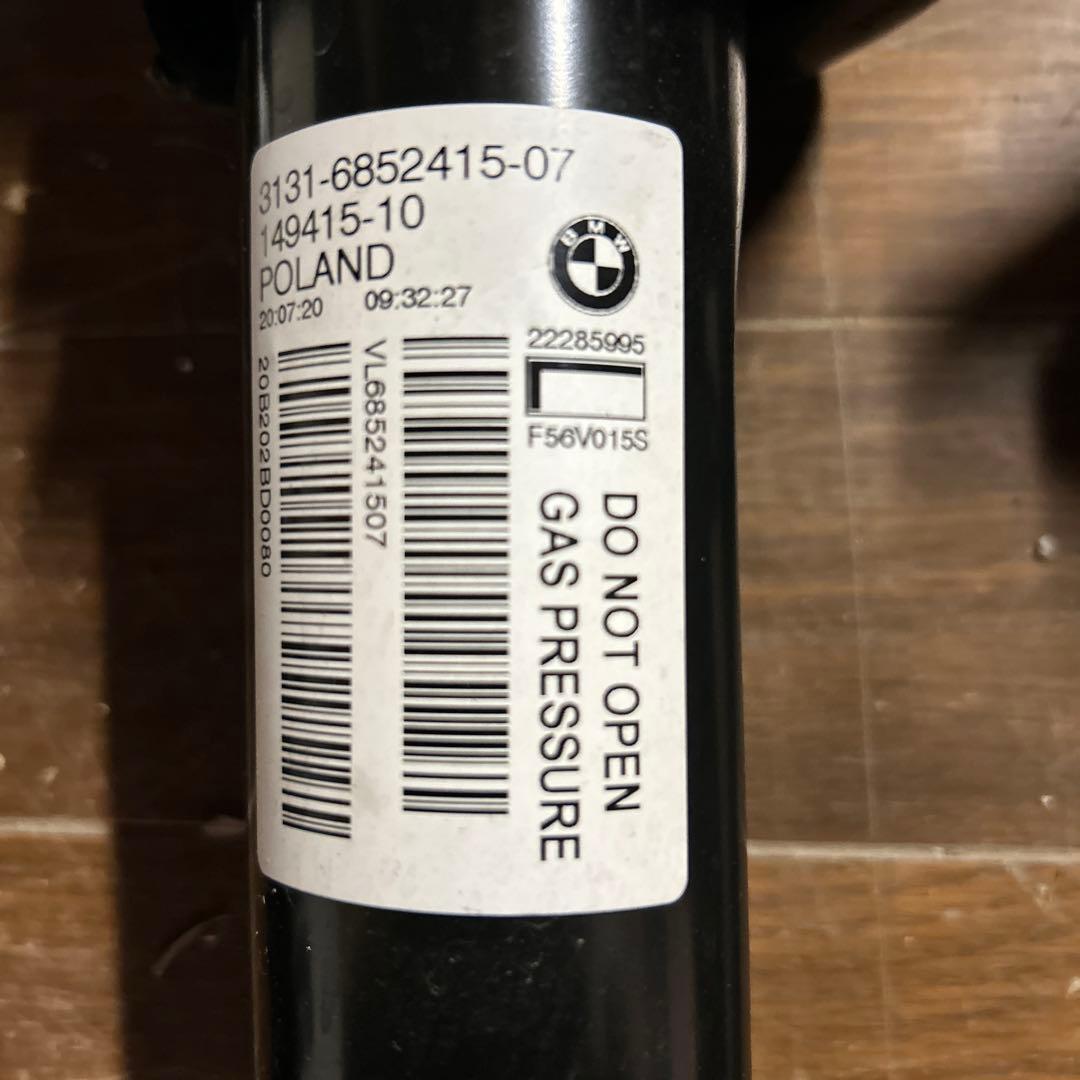 3131-6852415-07
149415-10
POLAND
20:07:20 09:32:27
BMW
22285995
F56V015S
VL685241507
20B202BD0080
DO NOT OPEN
GAS PRESSURE